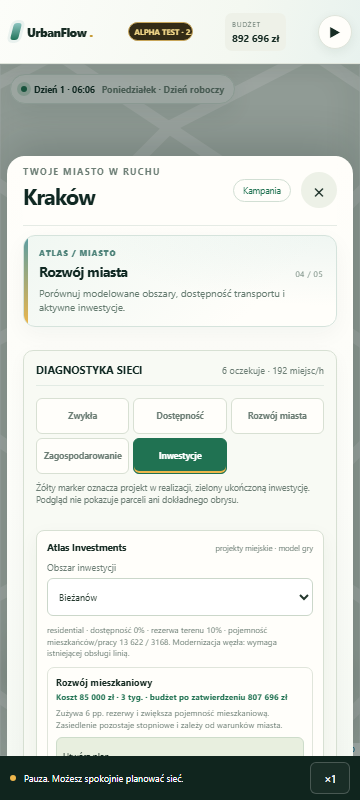 UrbanFlow.
ALPHA TEST · 2
BUDŻET
892 696 zł
Dzień 1 · 06:06 Poniedziałek · Dzień roboczy
TWOJE MIASTO W RUCHU
Kraków
Kampania
ATLAS / MIASTO
Rozwój miasta
04 / 05
Porównuj modelowane obszary, dostępność transportu i
aktywne inwestycje.
DIAGNOSTYKA SIECI
6 oczekuje · 192 miejsc/h
Zwykła
Dostępność
Rozwój miasta
Zagospodarowanie
Inwestycje
Żółty marker oznacza projekt w realizacji, zielony ukończoną inwestycję.
Podgląd nie pokazuje parceli ani dokładnego obrysu.
Atlas Investments
projekty miejskie · model gry
Obszar inwestycji
Bieżanów
residential · dostępność 0% · rezerwa terenu 10% · pojemność
mieszkańców/pracy 13 622 / 3168. Modernizacja węzła: wymaga
istniejącej obsługi linią.
Rozwój mieszkaniowy
Koszt 85 000 zł · 3 tyg. · budżet po zatwierdzeniu 807 696 zł
Zużywa 6 pp. rezerwy i zwiększa pojemność mieszkaniową.
Zasiedlenie pozostaje stopniowe i zależy od warunków miasta.
Pauza. Możesz spokojnie planować sieć.
×1